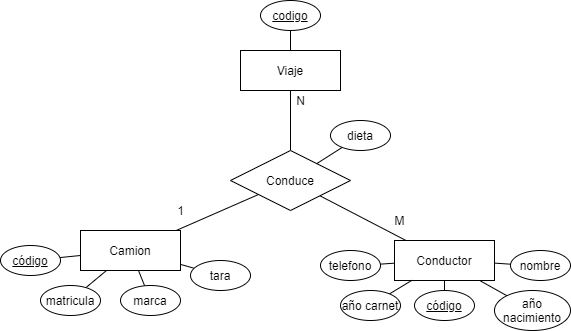 codigo
Viaje
N
dieta
Conduce
1
M
Camion
Conductor
código
matricula
marca
tara
telefono
nombre
año carnet
código
año
nacimiento